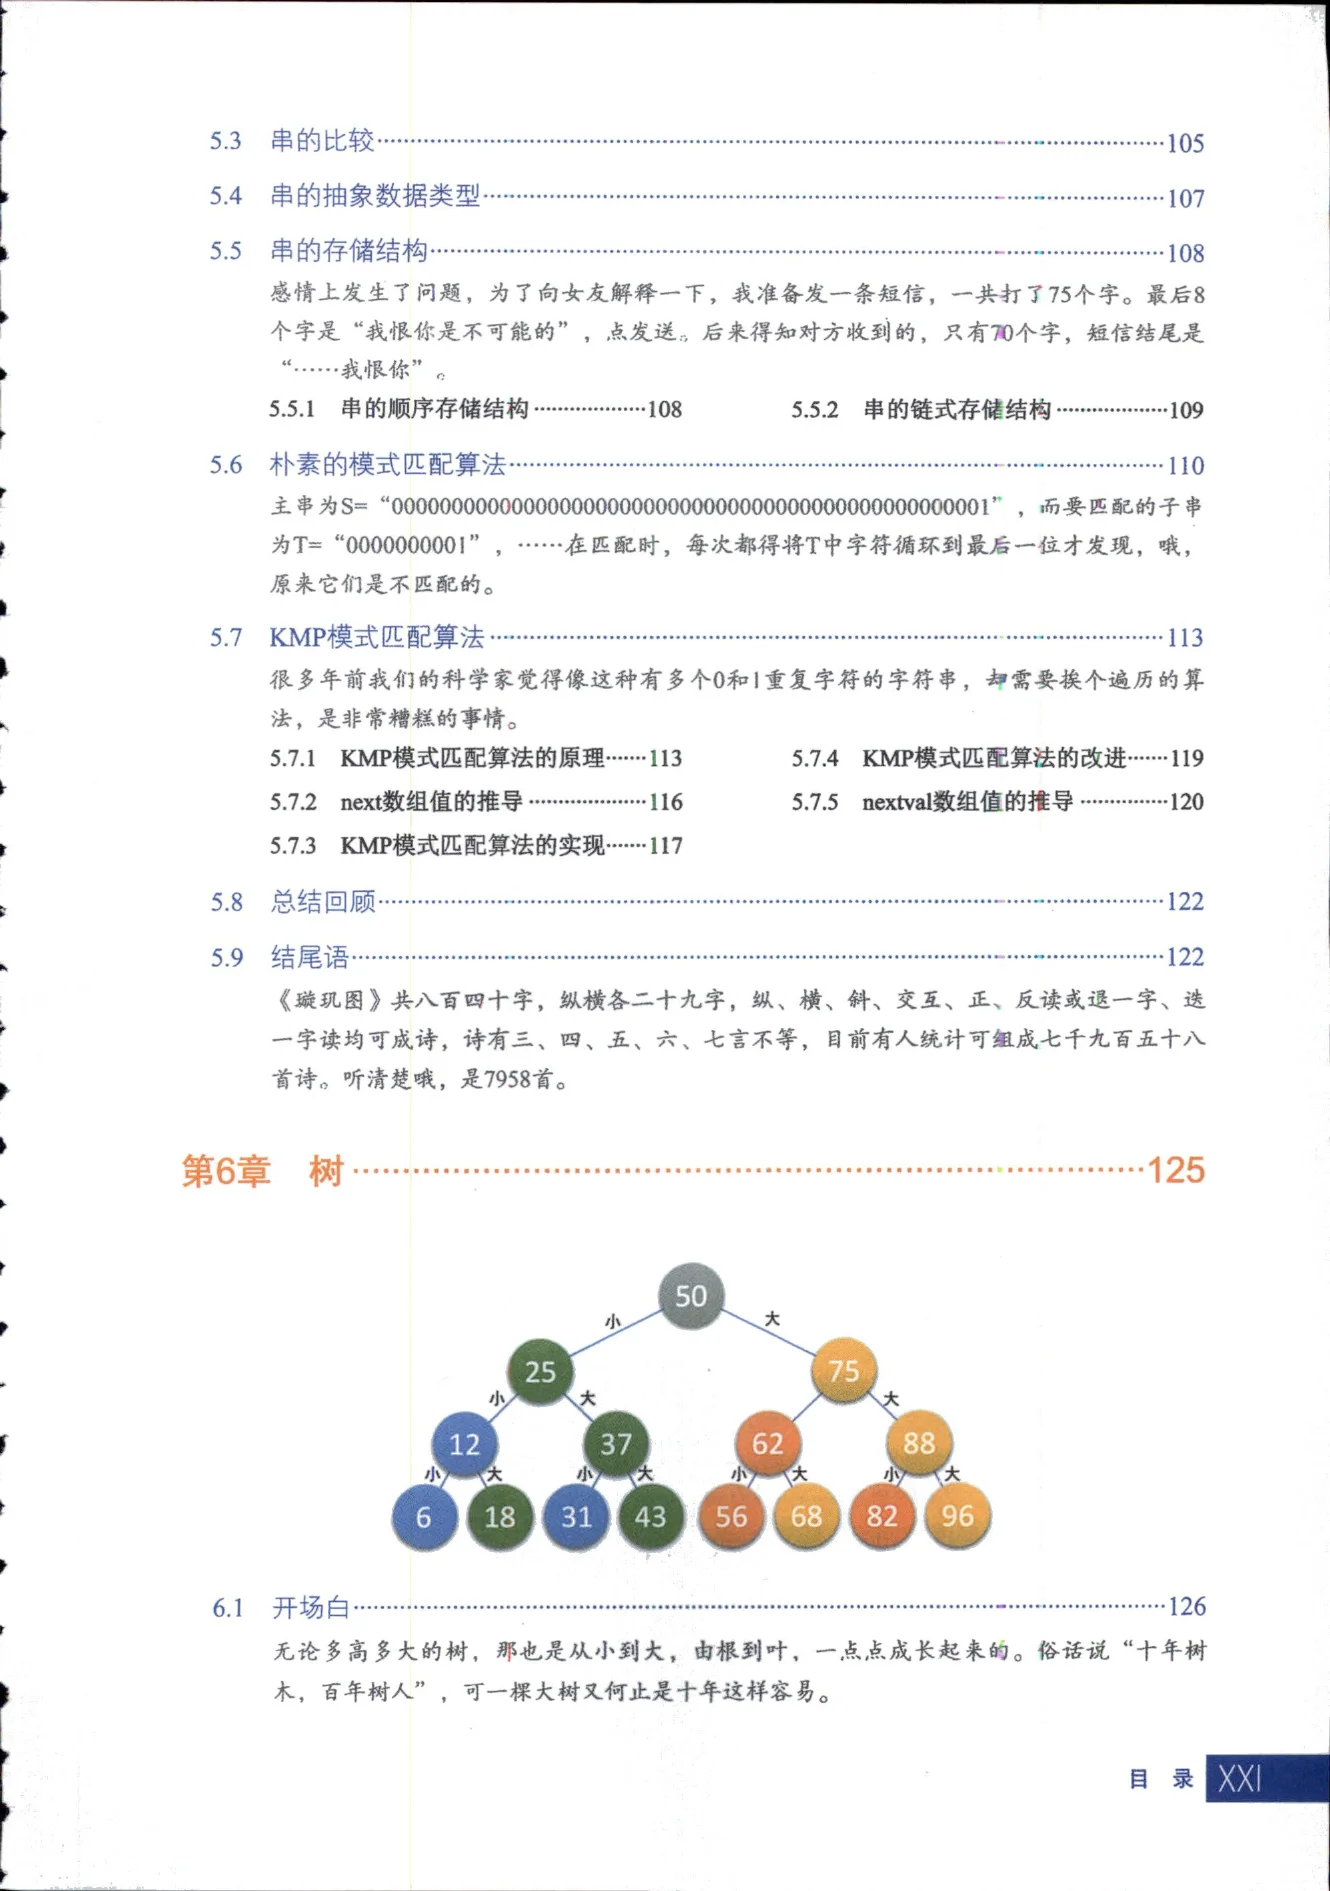 5.3 串的比较……105
5.4 串的抽象数据类型……107
5.5 串的存储结构……108
感情上发生了问题，为了向女友解释一下，我准备发一条短信，一共打了75个字。最后8
个字是“我恨你是不可能的”，点发送。后来得知对方收到的，只有70个字，短信结尾是
“……我恨你”。
5.5.1 串的顺序存储结构……108 5.5.2 串的链式存储结构……109
5.6 朴素的模式匹配算法……110
主串为S=“00000000000000000000000000000000000000000000000001”，而要匹配的子串
为T=“0000000001”，……在匹配时，每次都得将T中字符循环到最后一位才发现，哦，
原来它们是不匹配的。
5.7 KMP模式匹配算法……113
很多年前我们的科学家觉得像这种有多个0和1重复字符的字符串，却需要挨个遍历的算
法，是非常糟糕的事情。
5.7.1 KMP模式匹配算法的原理……113 5.7.4 KMP模式匹配算法的改进……119
5.7.2 next数组值的推导……116 5.7.5 nextval数组值的推导……120
5.7.3 KMP模式匹配算法的实现……117
5.8 总结回顾……122
5.9 结尾语……122
《璇玑图》共八百四十字，纵横各二十九字，纵、横、斜、交互、正、反读或退一字、迭
一字读均可成诗，诗有三、四、五、六、七言不等，目前有人统计可组成七千九百五十八
首诗。听清楚哦，是7958首。
第6章 树……125
50
小 大
25 75
小 大 大
12 37 62 88
小 大 小 大 小 大 小 大
6 18 31 43 56 68 82 96
6.1 开场白……126
无论多高多大的树，那也是从小到大，由根到叶，一点点成长起来的。俗话说“十年树
木，百年树人”，可一棵大树又何止是十年这样容易。
目 录 XXI